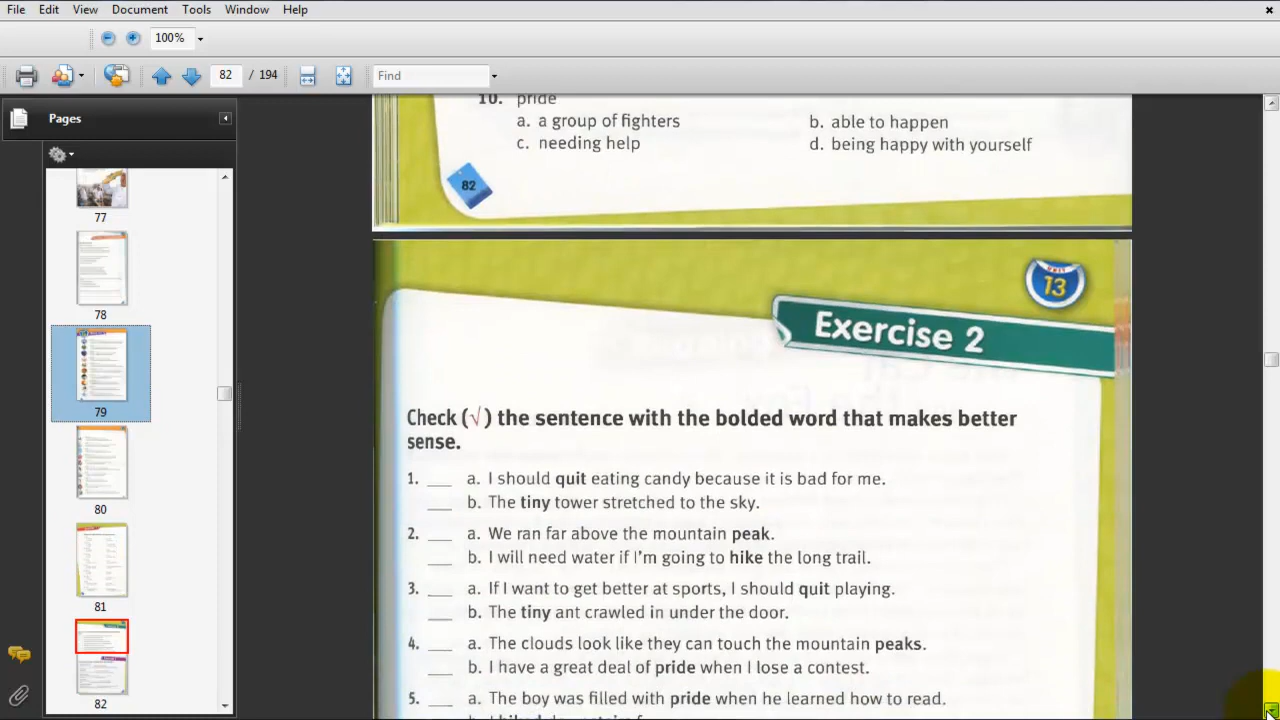 File Edit View Document Tools Window Help
100%
82 / 194 Find
Pages
77
78
79
80
81
82
10. pride
a. a group of fighters b. able to happen
c. needing help d. being happy with yourself
82
UNIT
13
Exercise 2
Check (√) the sentence with the bolded word that makes better
sense.
1. ___ a. I should quit eating candy because it is bad for me.
___ b. The tiny tower stretched to the sky.
2. ___ a. We ran far above the mountain peak.
___ b. I will need water if I'm going to hike the long trail.
3. ___ a. If I want to get better at sports, I should quit playing.
___ b. The tiny ant crawled in under the door.
4. ___ a. The clouds look like they can touch the mountain peaks.
___ b. I have great deal of pride when I lose a contest.
5. ___ a. The boy was filled with pride when he learned how to read.